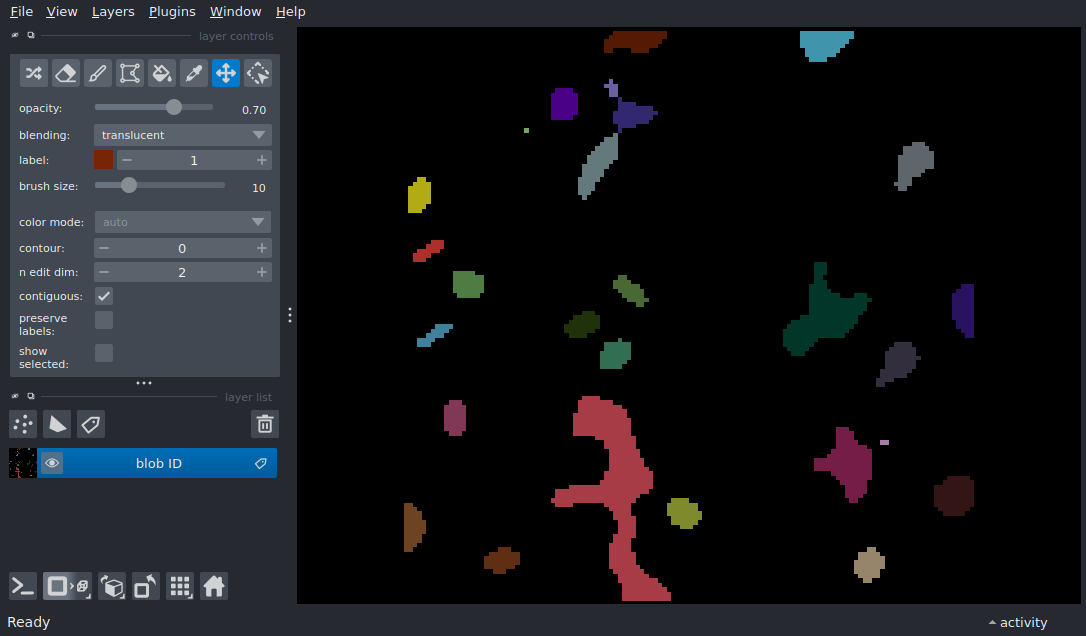 File View Layers Plugins Window Help
layer controls
opacity: 0.70
blending: translucent
label: 1
brush size: 10
color mode: auto
contour: 0
n edit dim: 2
contiguous:
preserve
labels:
show
selected:
layer list
blob ID
Ready
activity